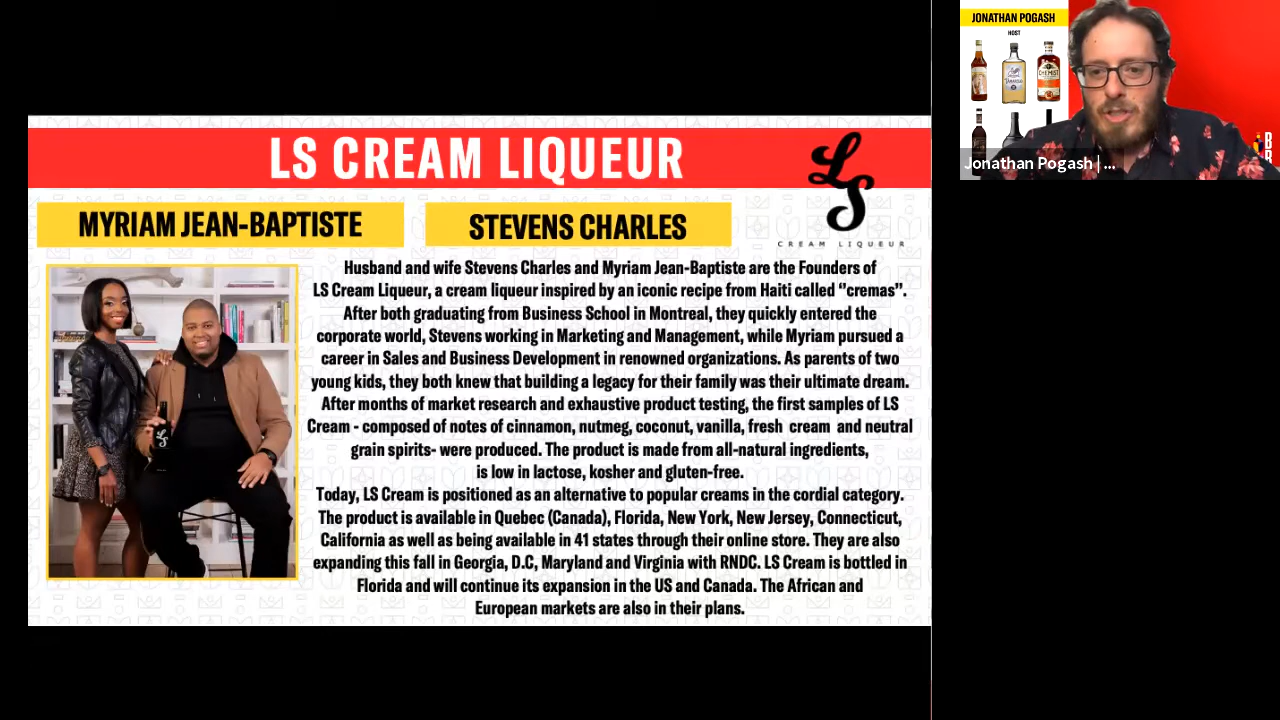 LS CREAM LIQUEUR
LS
CREAM LIQUEUR
MYRIAM JEAN-BAPTISTE
STEVENS CHARLES
Husband and wife Stevens Charles and Myriam Jean-Baptiste are the Founders of
LS Cream Liqueur, a cream liqueur inspired by an iconic recipe from Haiti called ‘’cremas’’.
After both graduating from Business School in Montreal, they quickly entered the
corporate world, Stevens working in Marketing and Management, while Myriam pursued a
career in Sales and Business Development in renowned organizations. As parents of two
young kids, they both knew that building a legacy for their family was their ultimate dream.
After months of market research and exhaustive product testing, the first samples of LS
Cream - composed of notes of cinnamon, nutmeg, coconut, vanilla, fresh cream and neutral
grain spirits- were produced. The product is made from all-natural ingredients,
is low in lactose, kosher and gluten-free.
Today, LS Cream is positioned as an alternative to popular creams in the cordial category.
The product is available in Quebec (Canada), Florida, New York, New Jersey, Connecticut,
California as well as being available in 41 states through their online store. They are also
expanding this fall in Georgia, D.C, Maryland and Virginia with RNDC. LS Cream is bottled in
Florida and will continue its expansion in the US and Canada. The African and
European markets are also in their plans.
JONATHAN POGASH
HOST
CHEMIST
Jonathan Pogash | ...